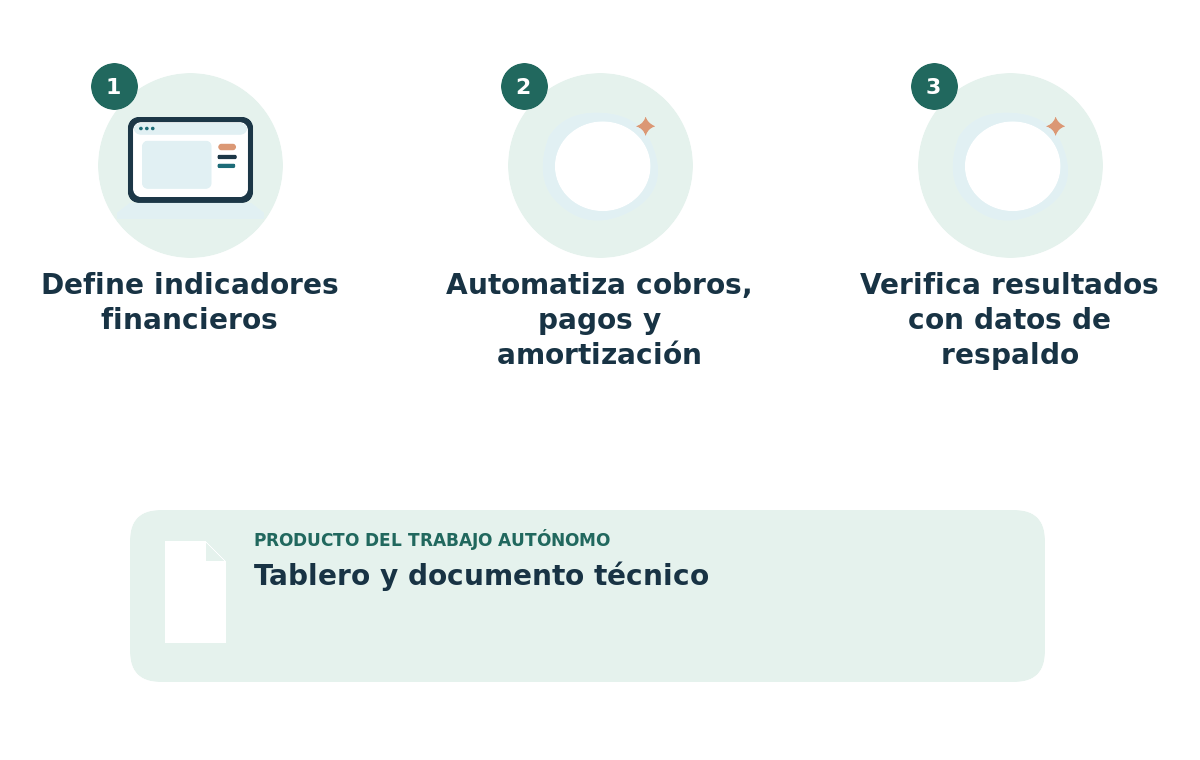 1
Define indicadores
financieros
2
Automatiza cobros,
pagos y
amortización
3
Verifica resultados
con datos de
respaldo
PRODUCTO DEL TRABAJO AUTÓNOMO
Tablero y documento técnico